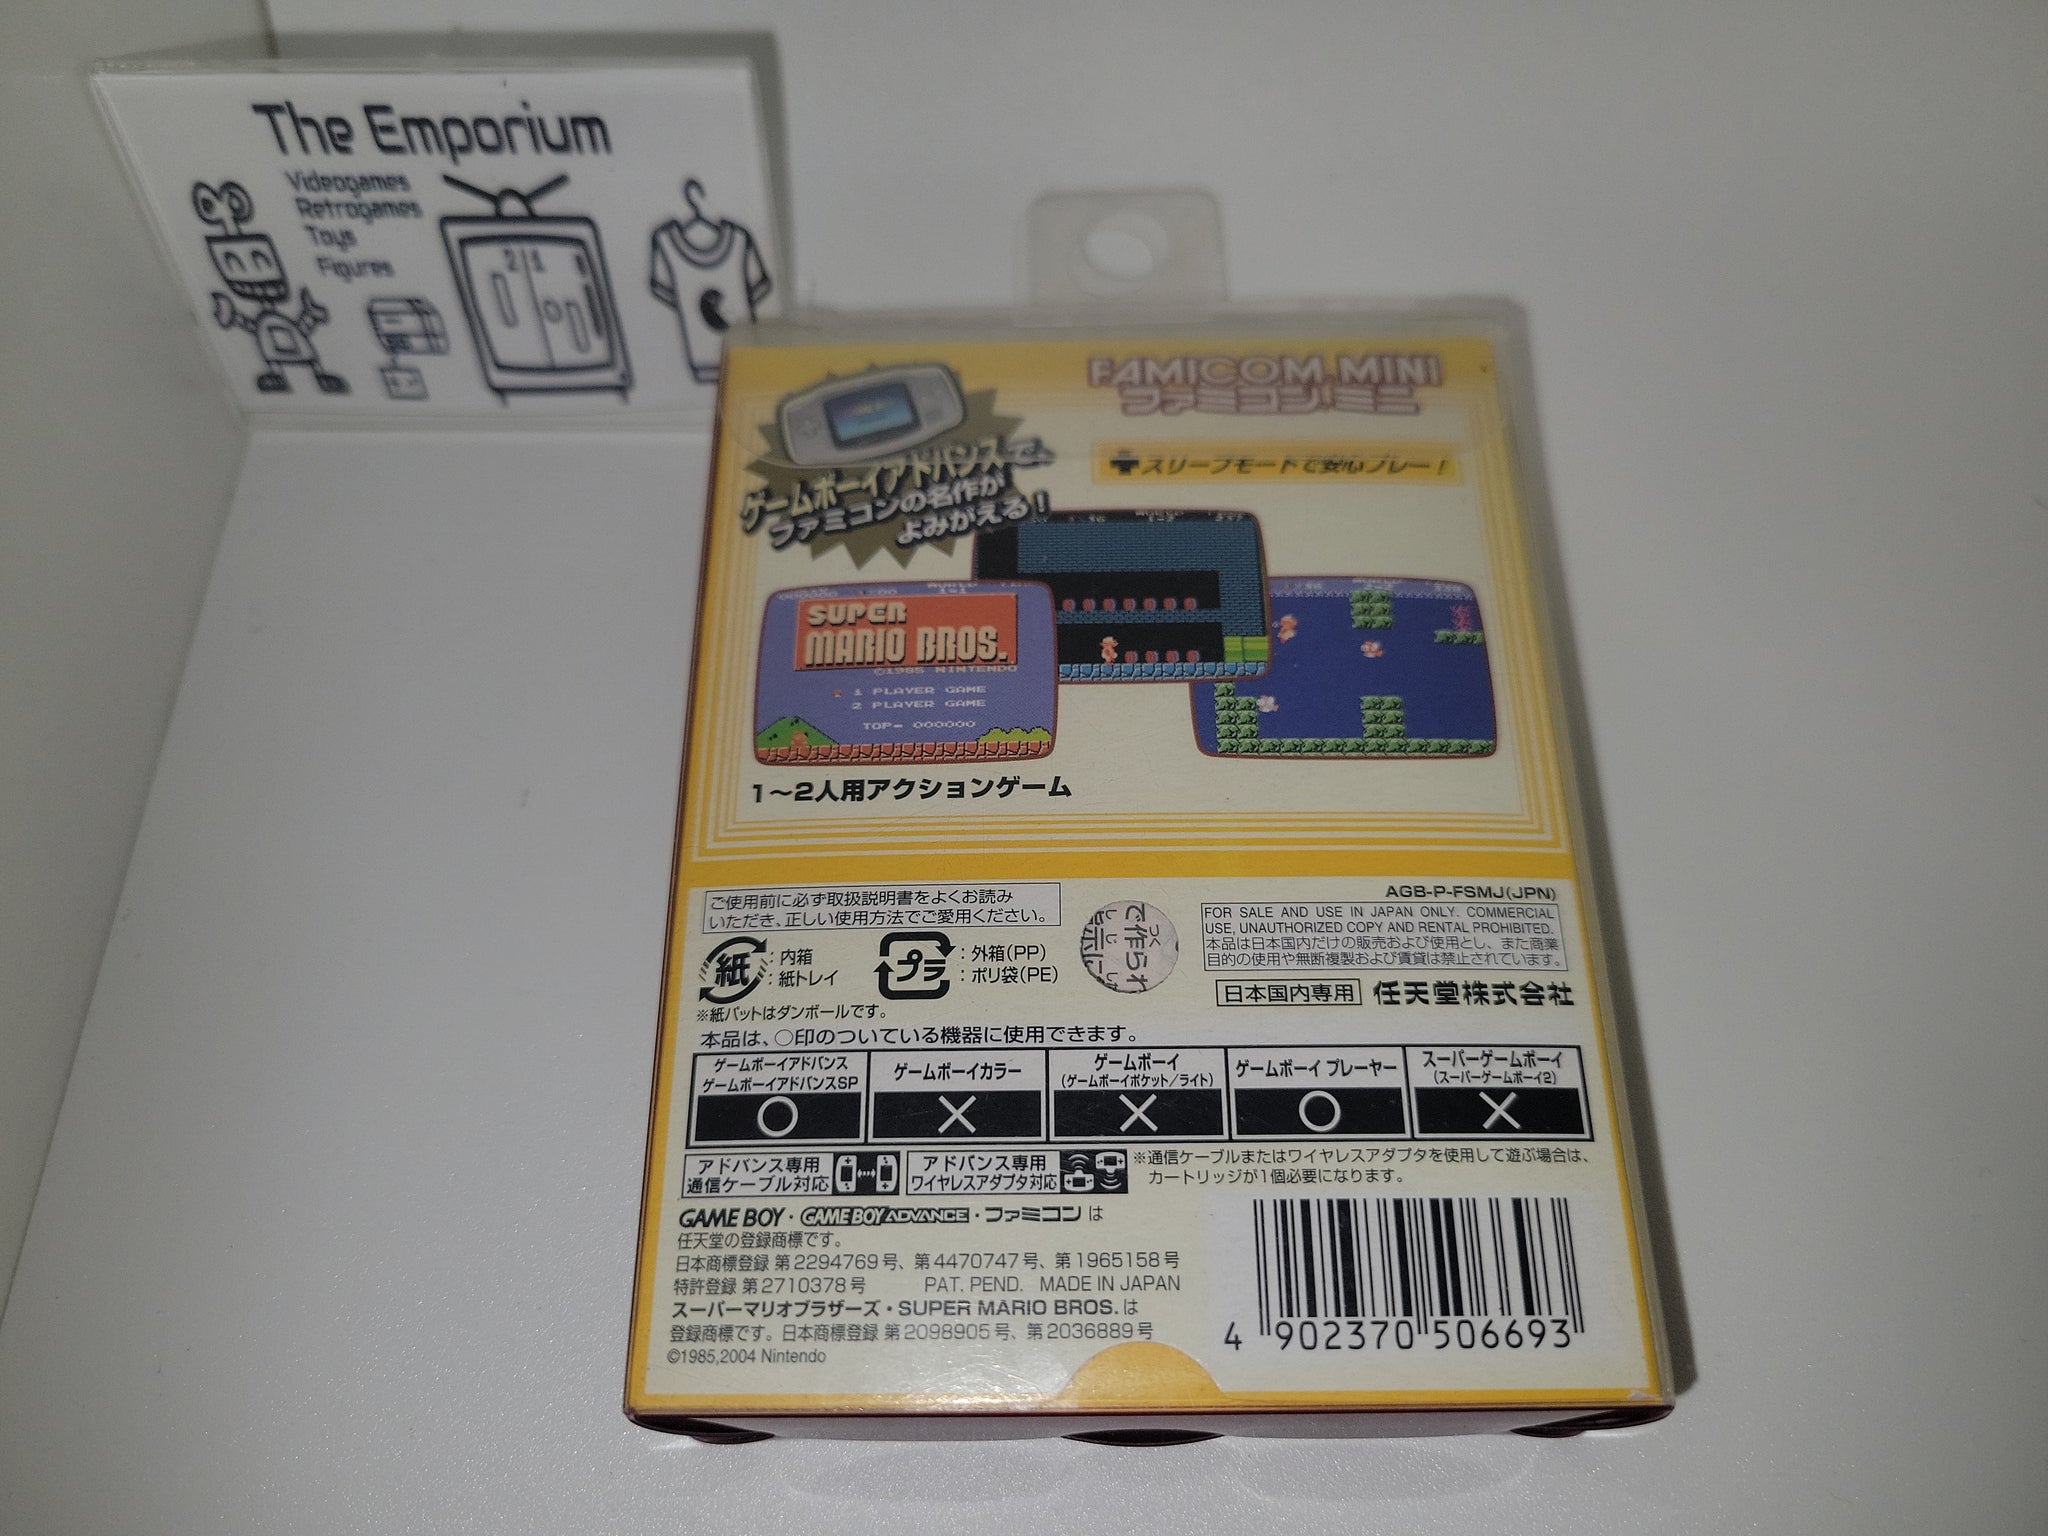 The Emporium
Videogames
Retrogames
Toys
Figures
21
FAMICOM MINI
ファミコンミニ
スリープモードで安心プレー！
ゲームボーイアドバンスで、
ファミコンの名作が
よみがえる！
WORLD
1-1
SUPER
MARIO BROS.
©1985 NINTENDO
1 PLAYER GAME
2 PLAYER GAME
TOP- 000000
1～2人用アクションゲーム
AGB-P-FSMJ(JPN)
ご使用前に必ず取扱説明書をよくお読み
いただき、正しい使用方法でご愛用ください。
FOR SALE AND USE IN JAPAN ONLY. COMMERCIAL
USE, UNAUTHORIZED COPY AND RENTAL PROHIBITED.
本品は日本国内だけの販売および使用とし、また商業
目的の使用や無断複製および賃貸は禁止されています。
紙：内箱
：紙トレイ
プラ：外箱(PP)
：ポリ袋(PE)
で作られ
つく
※紙パットはダンボールです。
日本国内専用 任天堂株式会社
本品は、○印のついている機器に使用できます。
ゲームボーイアドバンス
ゲームボーイアドバンスSP
ゲームボーイカラー
ゲームボーイ
(ゲームボーイポケット／ライト)
ゲームボーイ プレーヤー
スーパーゲームボーイ
(スーパーゲームボーイ2)
○ × × ○ ×
アドバンス専用
通信ケーブル対応
アドバンス専用
ワイヤレスアダプタ対応
※通信ケーブルまたはワイヤレスアダプタを使用して遊ぶ場合は、
カートリッジが1個必要になります。
GAME BOY・GAME BOY ADVANCE・ファミコンは
任天堂の登録商標です。
日本商標登録 第2294769号、第4470747号、第1965158号
特許登録 第2710378号 PAT. PEND. MADE IN JAPAN
スーパーマリオブラザーズ・SUPER MARIO BROS.は
登録商標です。日本商標登録 第2098905号、第2036889号
©1985,2004 Nintendo
4 902370 506693